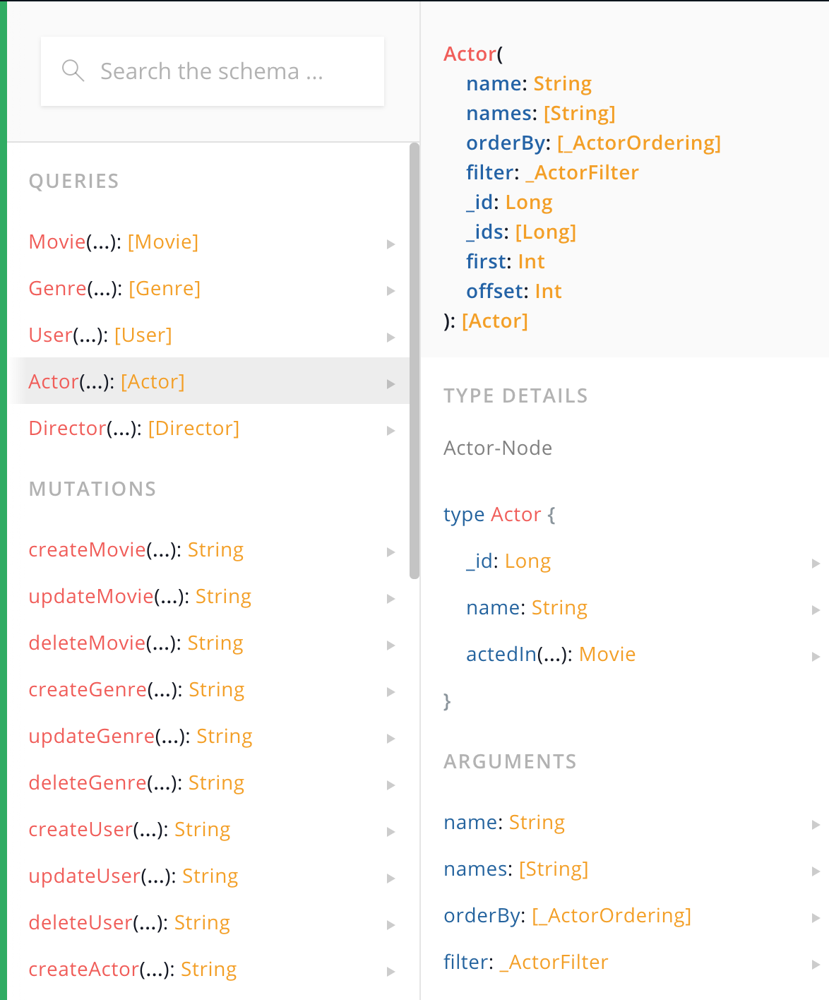 Search the schema ...
QUERIES
Movie(...): [Movie]
Genre(...): [Genre]
User(...): [User]
Actor(...): [Actor]
Director(...): [Director]
MUTATIONS
createMovie(...): String
updateMovie(...): String
deleteMovie(...): String
createGenre(...): String
updateGenre(...): String
deleteGenre(...): String
createUser(...): String
updateUser(...): String
deleteUser(...): String
createActor(...): String
Actor(
name: String
names: [String]
orderBy: [_ActorOrdering]
filter: _ActorFilter
_id: Long
_ids: [Long]
first: Int
offset: Int
): [Actor]
TYPE DETAILS
Actor-Node
type Actor {
_id: Long
name: String
actedIn(...): Movie
}
ARGUMENTS
name: String
names: [String]
orderBy: [_ActorOrdering]
filter: _ActorFilter